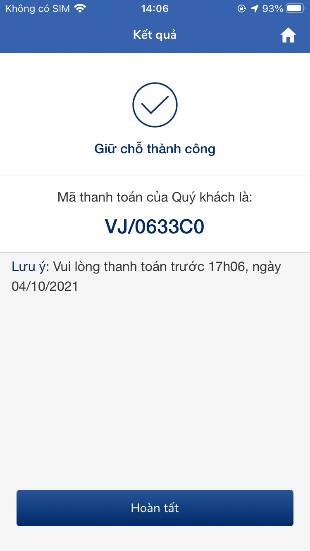 Không có SIM 14:06 93%
Kết quả
Giữ chỗ thành công
Mã thanh toán của Quý khách là:
VJ/0633C0
Lưu ý: Vui lòng thanh toán trước 17h06, ngày
04/10/2021
Hoàn tất